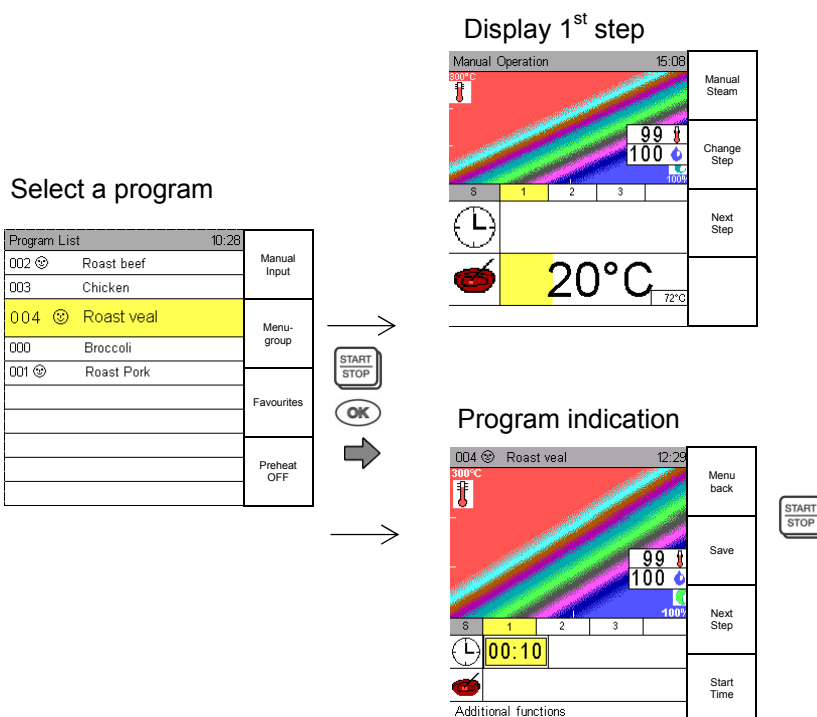 Display 1st step
Manual Operation 15:08
300°C
99
100
100%
S 1 2 3
20°C
72°C
Manual
Steam
Change
Step
Next
Step
Select a program
Program List 10:28
002 Roast beef
003 Chicken
004 Roast veal
000 Broccoli
001 Roast Pork
Manual
Input
Menu-
group
Favourites
Preheat
OFF
START
STOP
OK
Program indication
004 Roast veal 12:29
300°C
99
100
100%
S 1 2 3
00:10
Additional functions
Menu
back
Save
Next
Step
Start
Time
START
STOP